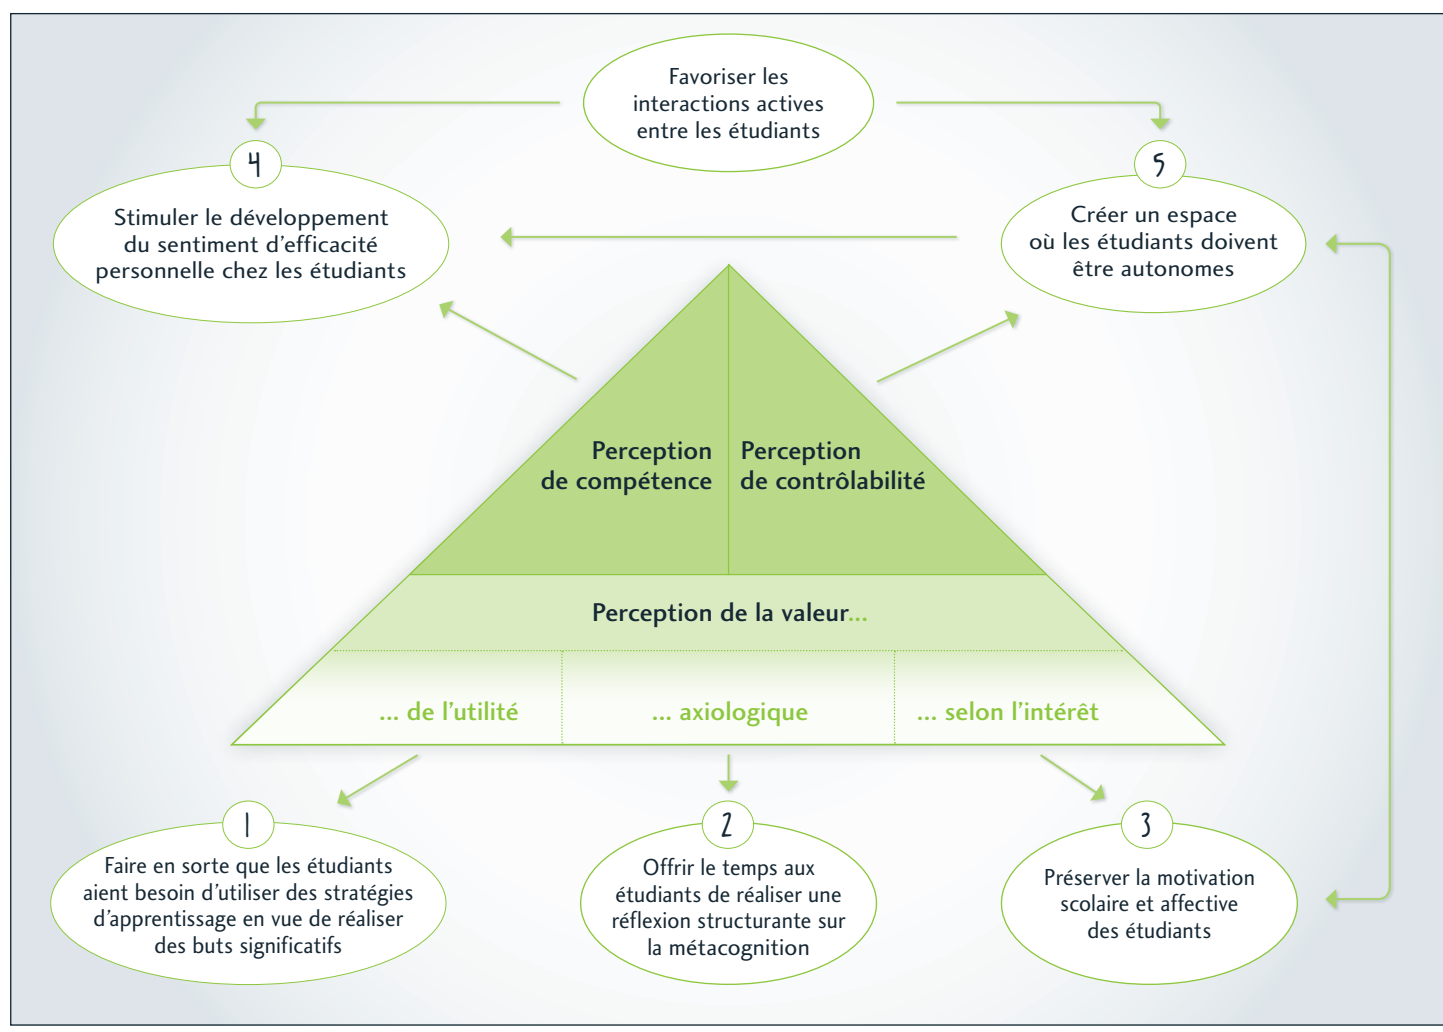 Favoriser les
interactions actives
entre les étudiants
4
Stimuler le développement
du sentiment d'efficacité
personnelle chez les étudiants
5
Créer un espace
où les étudiants doivent
être autonomes
Perception
de compétence
Perception
de contrôlabilité
Perception de la valeur...
... de l'utilité
... axiologique
... selon l'intérêt
1
Faire en sorte que les étudiants
aient besoin d'utiliser des stratégies
d'apprentissage en vue de réaliser
des buts significatifs
2
Offrir le temps aux
étudiants de réaliser une
réflexion structurante sur
la métacognition
3
Préserver la motivation
scolaire et affective
des étudiants